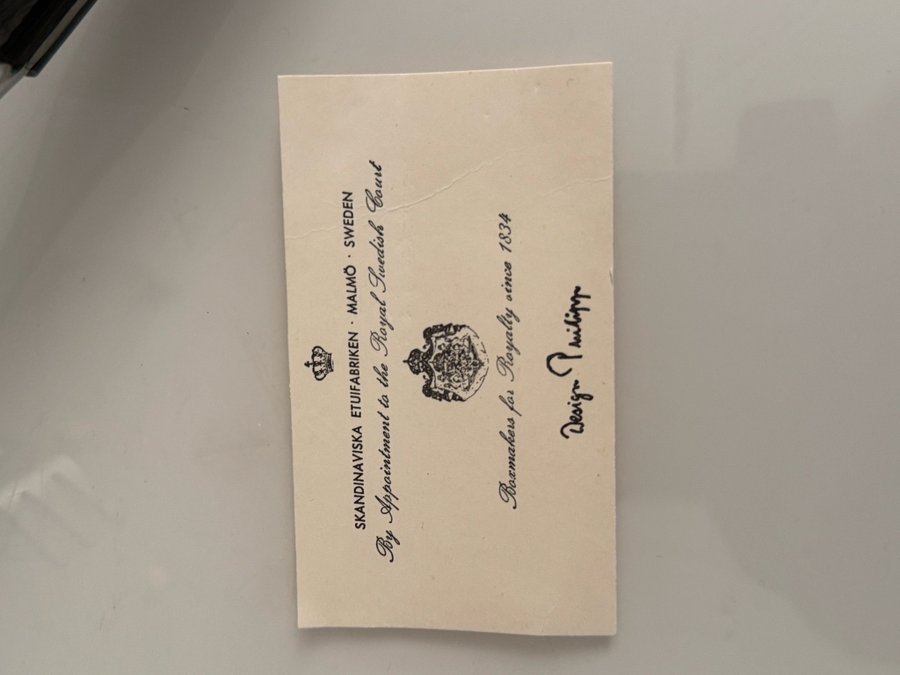 SKANDINAVISKA ETUIFABRIKEN · MALMÖ · SWEDEN
By Appointment to the Royal Swedish Court
Boxmakers for Royalty since 1834
Design Philipp